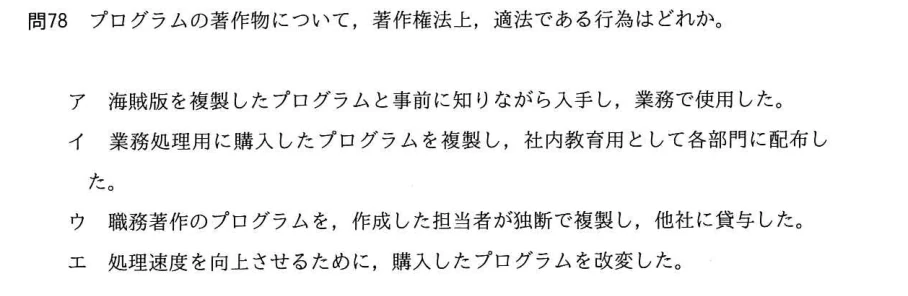 問78　プログラムの著作物について，著作権法上，適法である行為はどれか。
ア　海賊版を複製したプログラムと事前に知りながら入手し，業務で使用した。
イ　業務処理用に購入したプログラムを複製し，社内教育用として各部門に配布し
た。
ウ　職務著作のプログラムを，作成した担当者が独断で複製し，他社に貸与した。
エ　処理速度を向上させるために，購入したプログラムを改変した。